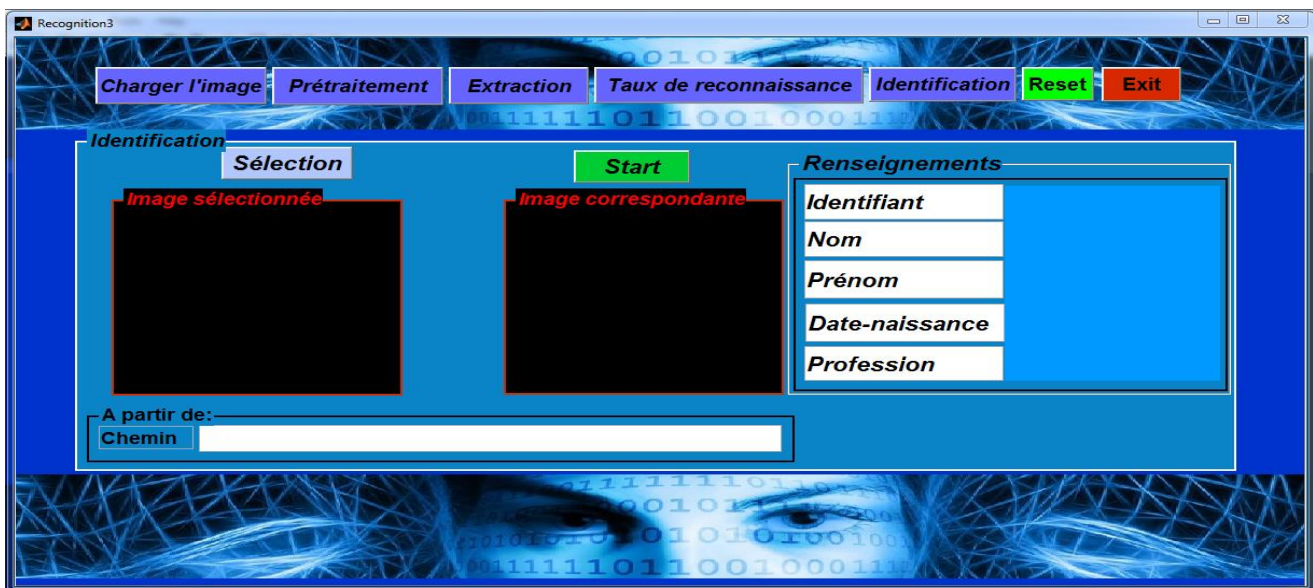 Recognition3
Charger l'image Prétraitement Extraction Taux de reconnaissance Identification Reset Exit
Identification
Sélection Start Renseignements
Image sélectionnée Image correspondante
Identifiant
Nom
Prénom
Date-naissance
Profession
A partir de:
Chemin